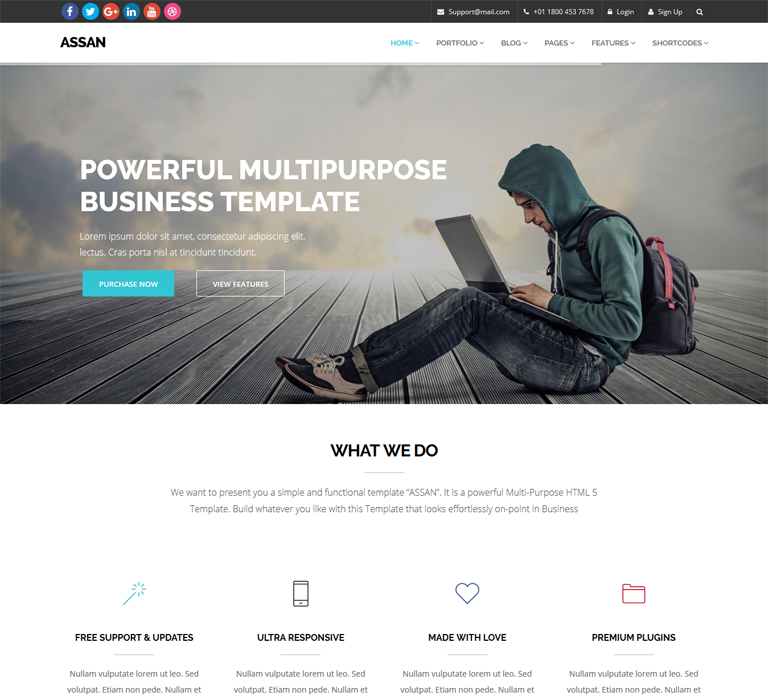 Support@mail.com +01 1800 453 7678 Login Sign Up
ASSAN HOME PORTFOLIO BLOG PAGES FEATURES SHORTCODES
POWERFUL MULTIPURPOSE
BUSINESS TEMPLATE
Lorem ipsum dolor sit amet, consectetur adipiscing elit.
lectus. Cras porta nisl at tincidunt tincidunt.
PURCHASE NOW VIEW FEATURES
WHAT WE DO
We want to present you a simple and functional template “ASSAN”. It is a powerful Multi-Purpose HTML 5
Template. Build whatever you like with this Template that looks effortlessly on-point in Business
FREE SUPPORT & UPDATES ULTRA RESPONSIVE MADE WITH LOVE PREMIUM PLUGINS
Nullam vulputate lorem ut leo. Sed Nullam vulputate lorem ut leo. Sed Nullam vulputate lorem ut leo. Sed Nullam vulputate lorem ut leo. Sed
volutpat. Etiam non pede. Nullam et volutpat. Etiam non pede. Nullam et volutpat. Etiam non pede. Nullam et volutpat. Etiam non pede. Nullam et